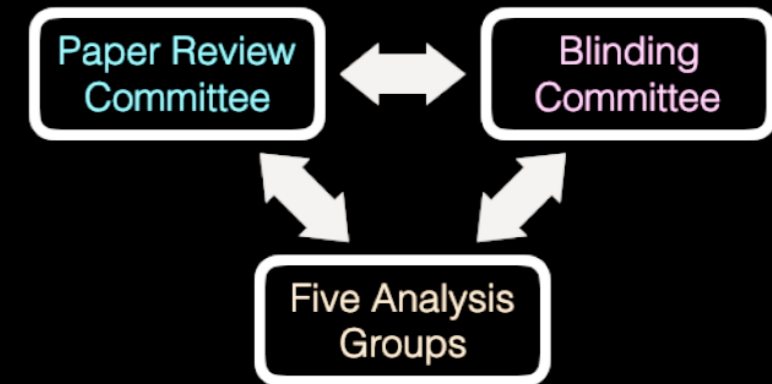 Paper Review
Committee
Blinding
Committee
Five Analysis
Groups